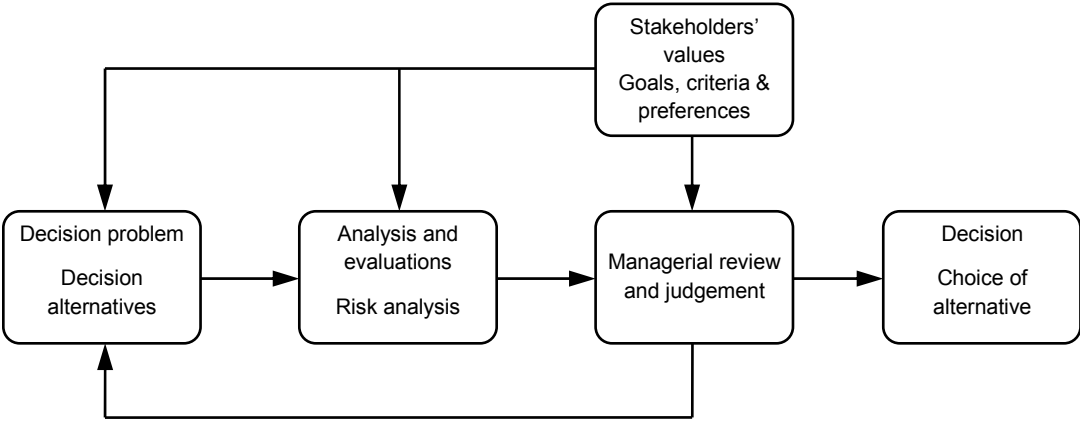 Stakeholders’
values
Goals, criteria &
preferences
Decision problem
Decision
alternatives
Analysis and
evaluations
Risk analysis
Managerial review
and judgement
Decision
Choice of
alternative